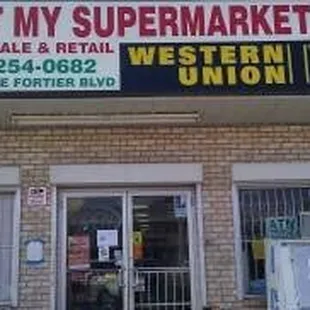 MY SUPERMARKET
ALE & RETAIL
254-0682
E FORTIER BLVD
WESTERN
UNION
ATM